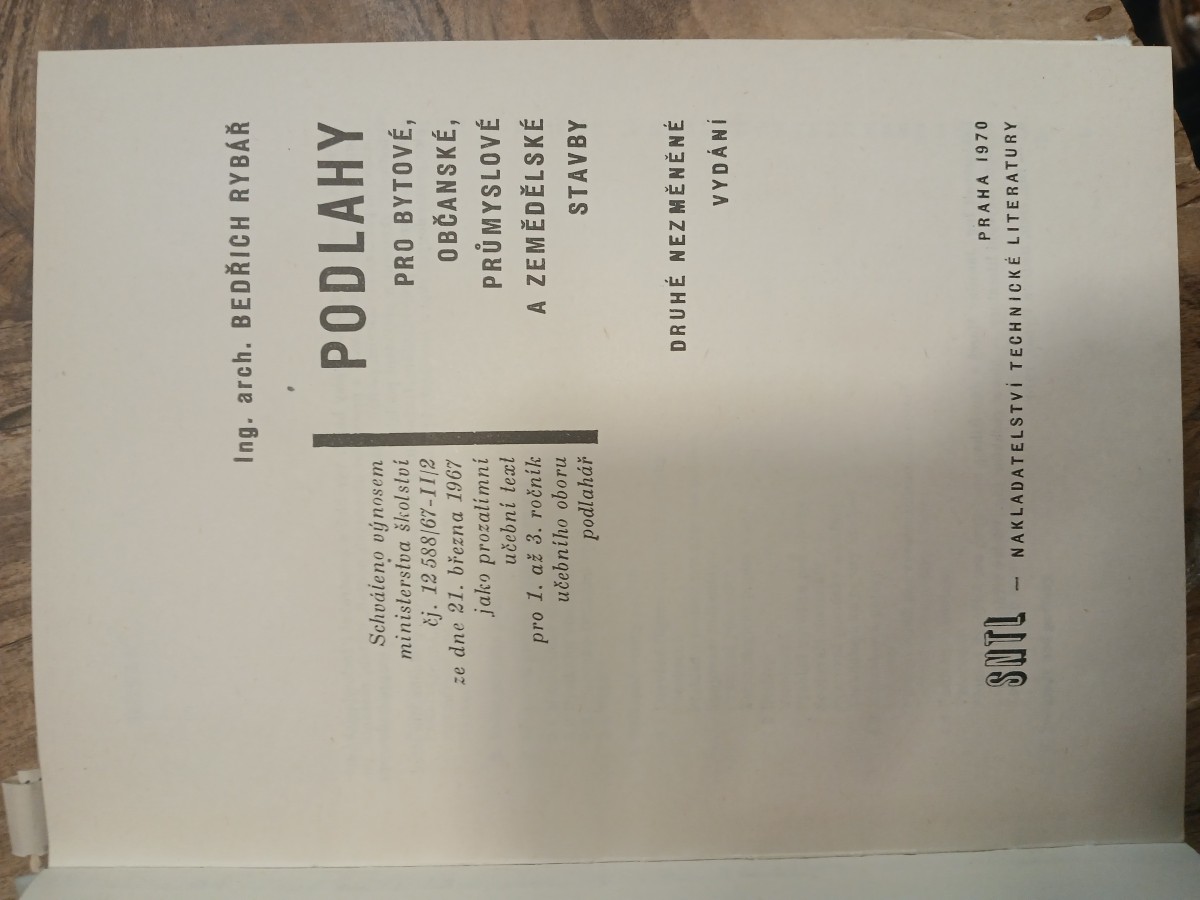 Ing. arch. BEDŘICH RYBÁŘ
PODLAHY
PRO BYTOVÉ,
OBČANSKÉ,
PRŮMYSLOVÉ
A ZEMĚDĚLSKÉ
STAVBY
Schváleno výnosem
ministerstva školství
čj. 12 588/67-II/2
ze dne 21. března 1967
jako prozatímní
učební text
pro 1. až 3. ročník
učebního oboru
podlahář
DRUHÉ NEZMĚNĚNÉ
VYDÁNÍ
PRAHA 1970
SNTL — NAKLADATELSTVÍ TECHNICKÉ LITERATURY